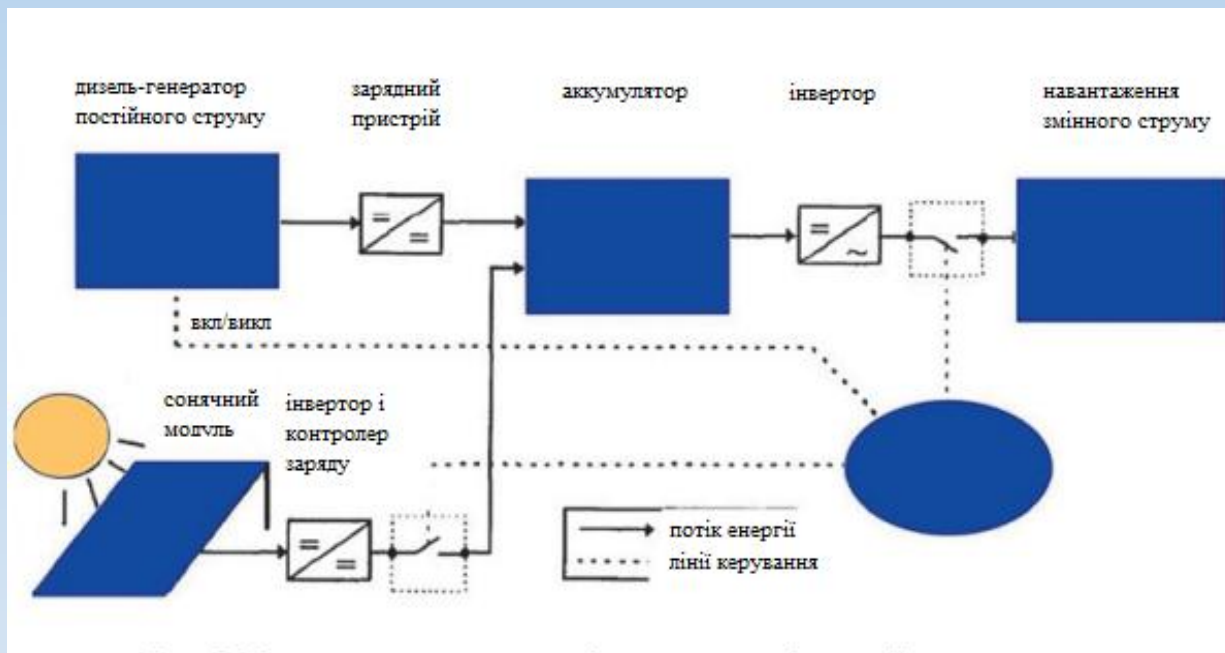 дизель-генератор
постійного струму
зарядний
пристрій
аккумулятор
інвертор
навантаження
змінного струму
вкл/викл
сонячний
модуль
інвертор і
контролер
заряду
потік енергії
лінії керування